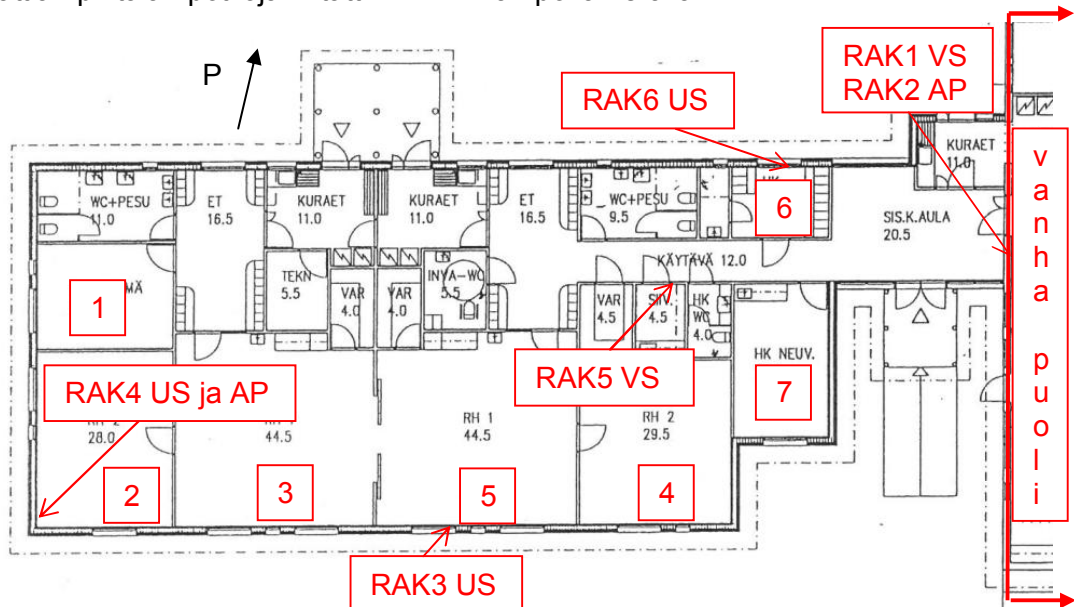 P
RAK1 VS
RAK2 AP
RAK6 US
KURAET
11.0
WC+PESU
11.0
ET
16.5
KURAET
11.0
KURAET
11.0
ET
16.5
WC+PESU
9.5
HK
6
SIS.K.AULA
20.5
KÄYTÄVÄ 12.0
vanha puoli
1
MÄ
TEKN
5.5
VAR
4.0
VAR
4.0
INVA-WC
5.5
VAR
4.5
SIIV.
4.5
HK
WC
4.0
HK NEUV.
7
RAK4 US ja AP
RAK5 VS
28.0
44.5
RH 1
44.5
RH 2
29.5
2
3
5
4
RAK3 US